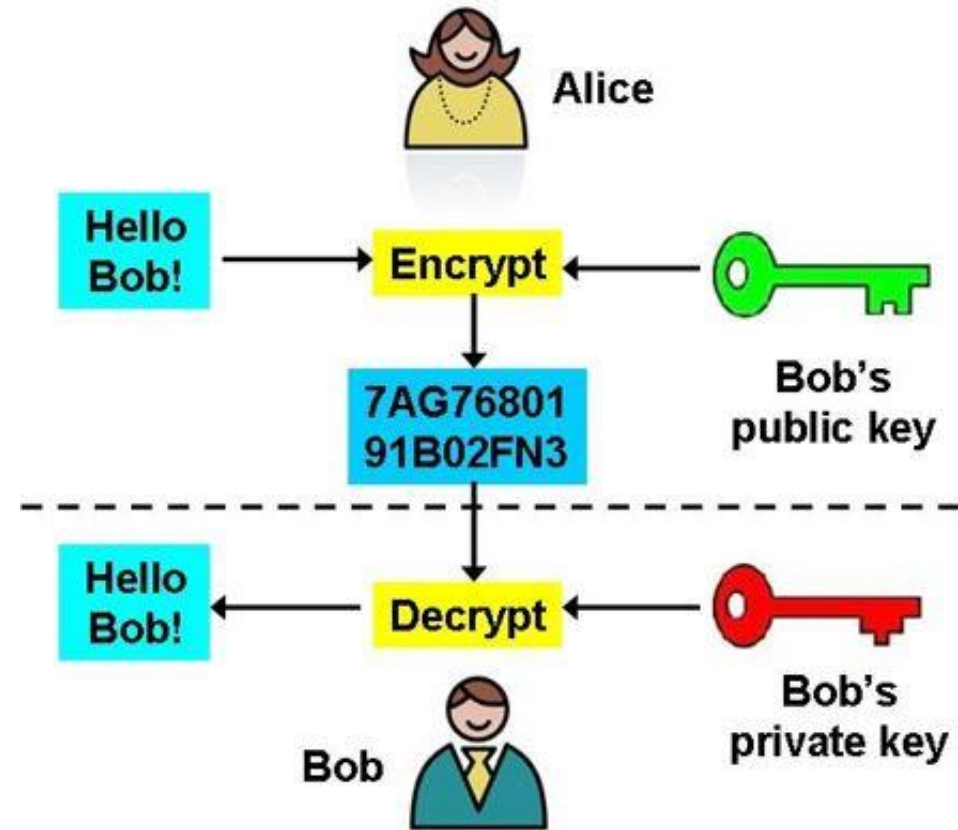 Alice
Hello
Bob!
Encrypt
Bob's
public key
7AG76801
91B02FN3
Hello
Bob!
Decrypt
Bob's
private key
Bob